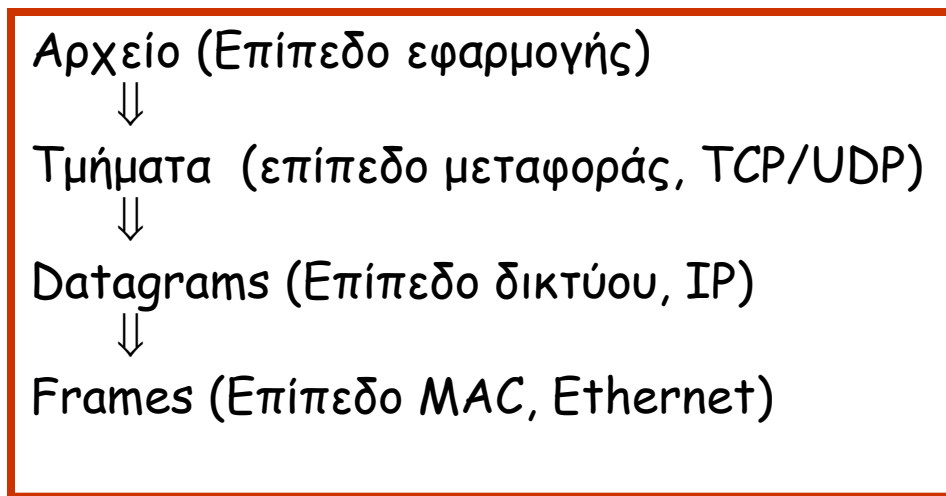 Αρχείο (Επίπεδο εφαρμογής)
⇓
Τμήματα (επίπεδο μεταφοράς, TCP/UDP)
⇓
Datagrams (Επίπεδο δικτύου, IP)
⇓
Frames (Επίπεδο MAC, Ethernet)